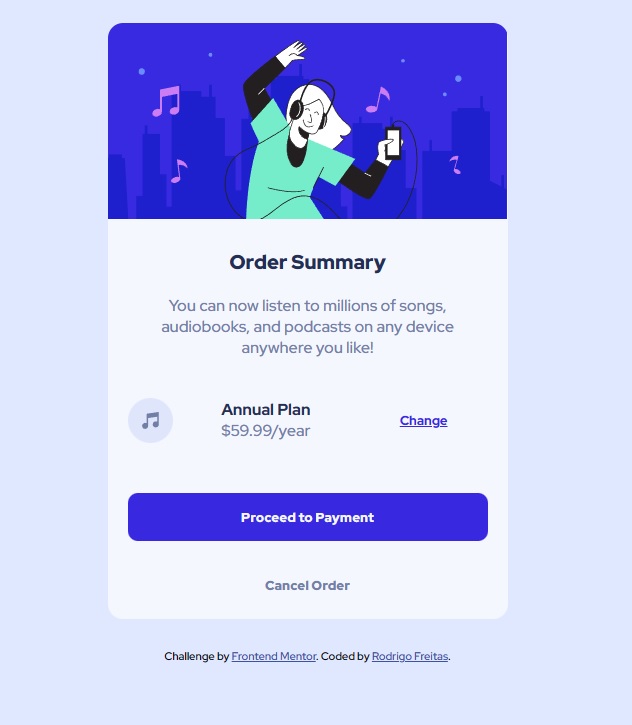 Order Summary
You can now listen to millions of songs,
audiobooks, and podcasts on any device
anywhere you like!
Annual Plan
$59.99/year
Change
Proceed to Payment
Cancel Order
Challenge by Frontend Mentor. Coded by Rodrigo Freitas.